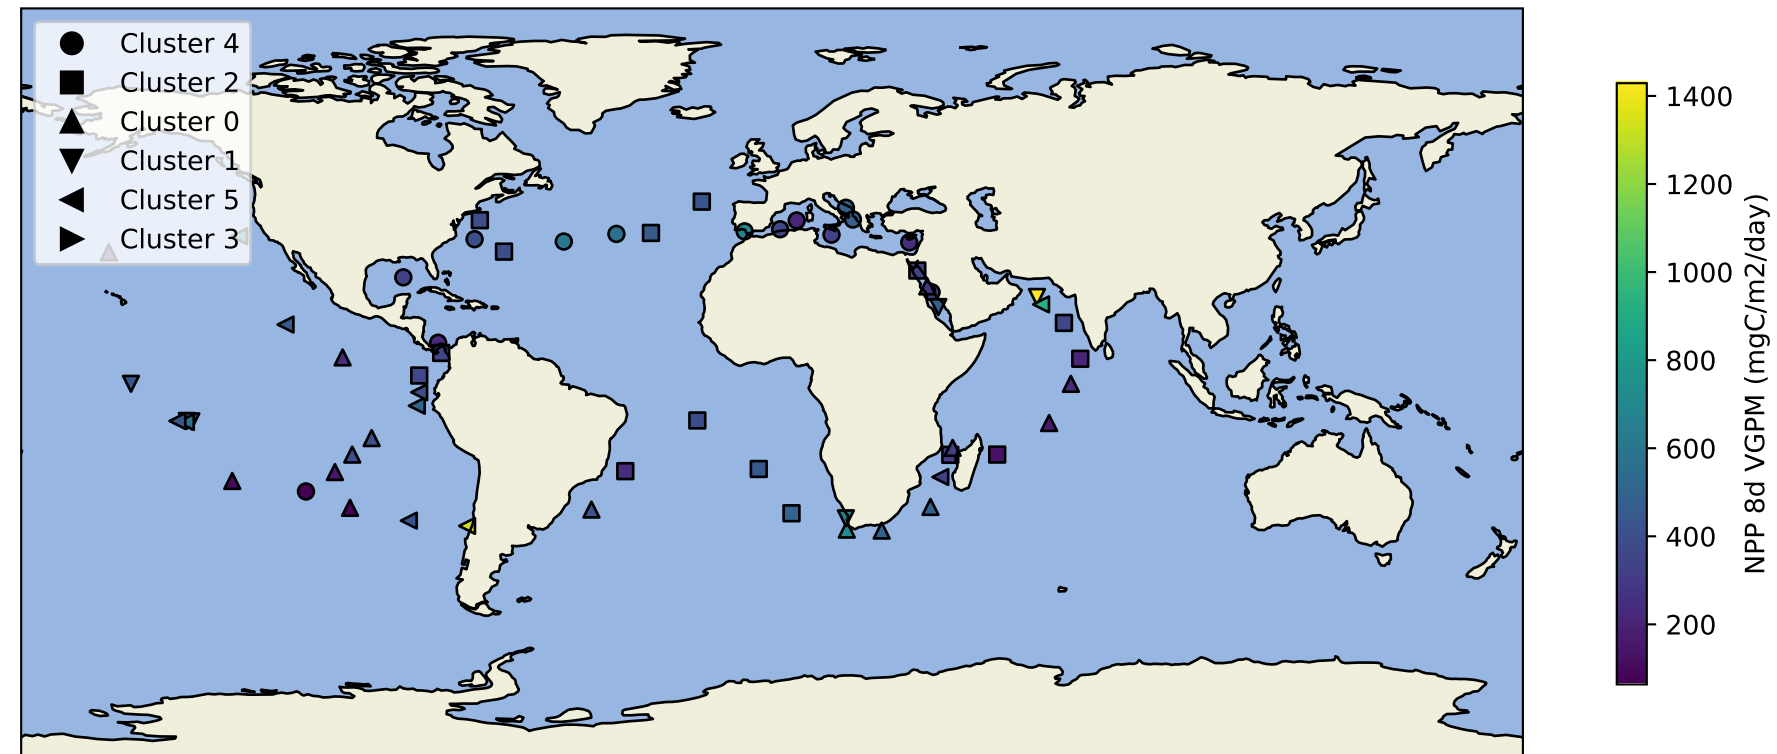 Cluster 4
Cluster 2
Cluster 0
Cluster 1
Cluster 5
Cluster 3
1400
1200
1000
800
600
400
200
NPP 8d VGPM (mgC/m2/day)